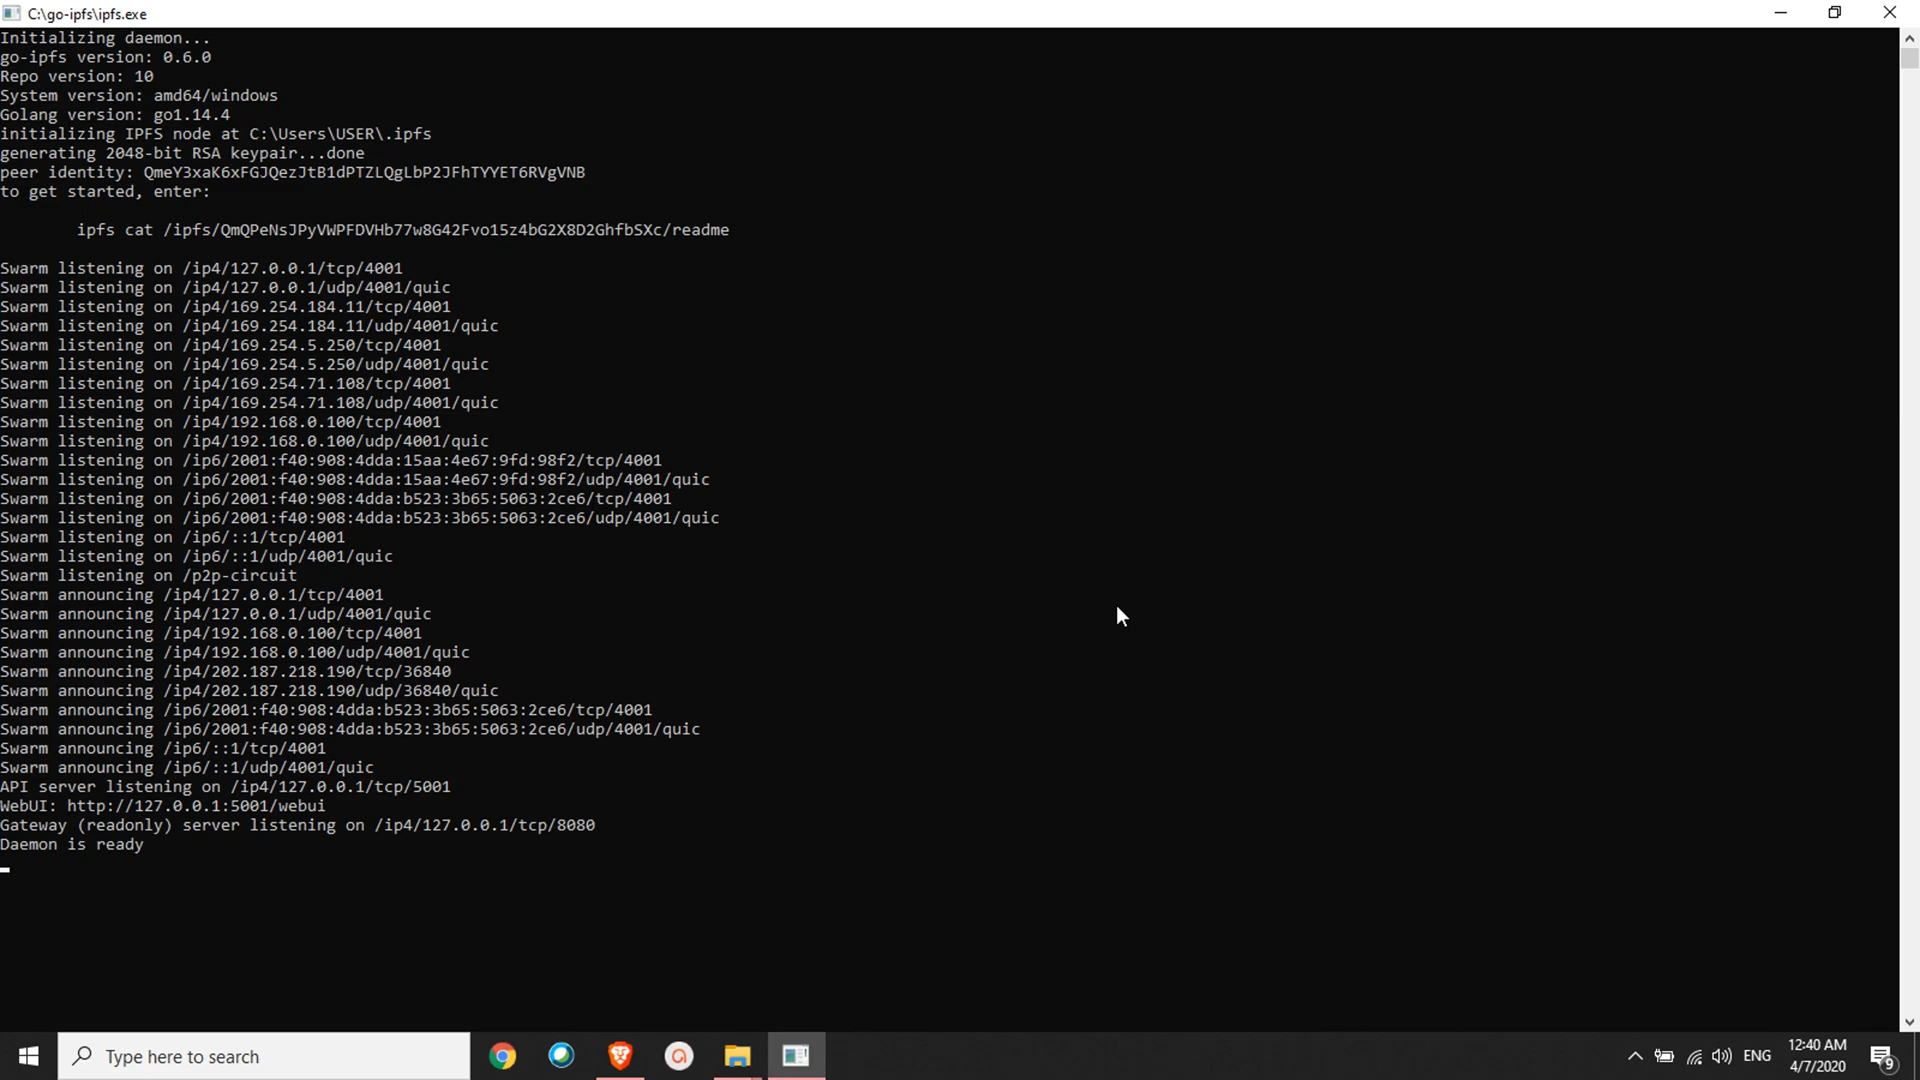 C:\go-ipfs\ipfs.exe
Initializing daemon...
go-ipfs version: 0.6.0
Repo version: 10
System version: amd64/windows
Golang version: go1.14.4
initializing IPFS node at C:\Users\USER\.ipfs
generating 2048-bit RSA keypair...done
peer identity: QmeY3xaK6xFGJQezJtB1dPTZLQgLbP2JFhTYYET6RVgVNB
to get started, enter:
ipfs cat /ipfs/QmQPeNsJPyVWPFDVHb77w8G42Fvo15z4bG2X8D2GhfbSXc/readme
Swarm listening on /ip4/127.0.0.1/tcp/4001
Swarm listening on /ip4/127.0.0.1/udp/4001/quic
Swarm listening on /ip4/169.254.184.11/tcp/4001
Swarm listening on /ip4/169.254.184.11/udp/4001/quic
Swarm listening on /ip4/169.254.5.250/tcp/4001
Swarm listening on /ip4/169.254.5.250/udp/4001/quic
Swarm listening on /ip4/169.254.71.108/tcp/4001
Swarm listening on /ip4/169.254.71.108/udp/4001/quic
Swarm listening on /ip4/192.168.0.100/tcp/4001
Swarm listening on /ip4/192.168.0.100/udp/4001/quic
Swarm listening on /ip6/2001:f40:908:4dda:15aa:4e67:9fd:98f2/tcp/4001
Swarm listening on /ip6/2001:f40:908:4dda:15aa:4e67:9fd:98f2/udp/4001/quic
Swarm listening on /ip6/2001:f40:908:4dda:b523:3b65:5063:2ce6/tcp/4001
Swarm listening on /ip6/2001:f40:908:4dda:b523:3b65:5063:2ce6/udp/4001/quic
Swarm listening on /ip6/::1/tcp/4001
Swarm listening on /ip6/::1/udp/4001/quic
Swarm listening on /p2p-circuit
Swarm announcing /ip4/127.0.0.1/tcp/4001
Swarm announcing /ip4/127.0.0.1/udp/4001/quic
Swarm announcing /ip4/192.168.0.100/tcp/4001
Swarm announcing /ip4/192.168.0.100/udp/4001/quic
Swarm announcing /ip4/202.187.218.190/tcp/36840
Swarm announcing /ip4/202.187.218.190/udp/36840/quic
Swarm announcing /ip6/2001:f40:908:4dda:b523:3b65:5063:2ce6/tcp/4001
Swarm announcing /ip6/2001:f40:908:4dda:b523:3b65:5063:2ce6/udp/4001/quic
Swarm announcing /ip6/::1/tcp/4001
Swarm announcing /ip6/::1/udp/4001/quic
API server listening on /ip4/127.0.0.1/tcp/5001
WebUI: http://127.0.0.1:5001/webui
Gateway (readonly) server listening on /ip4/127.0.0.1/tcp/8080
Daemon is ready
Type here to search
ENG
12:40 AM
4/7/2020
9